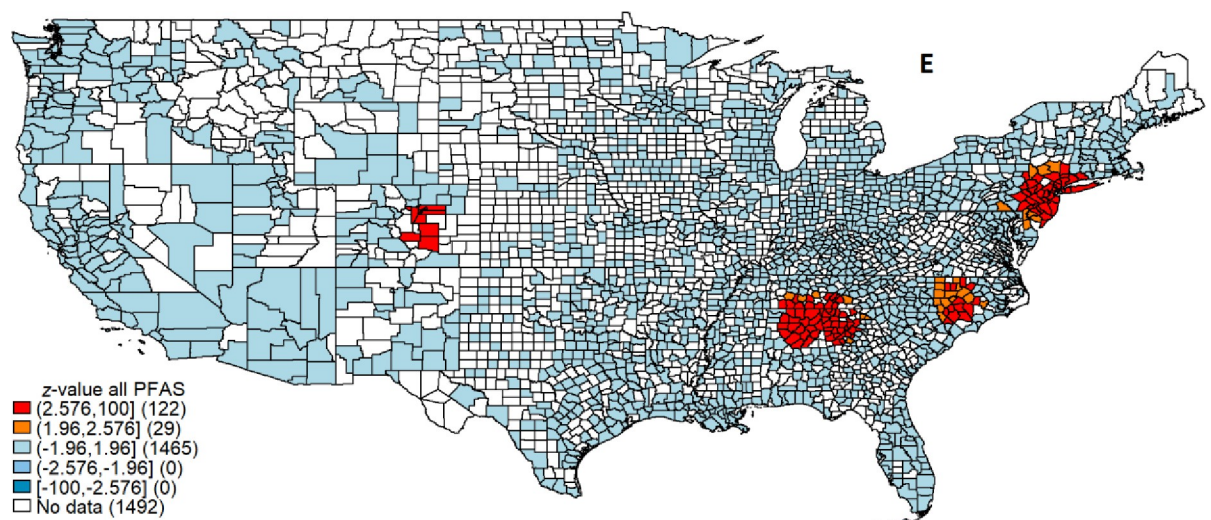 E
z-value all PFAS
(2.576,100] (122)
(1.96,2.576] (29)
(-1.96,1.96] (1465)
(-2.576,-1.96] (0)
[-100,-2.576] (0)
No data (1492)